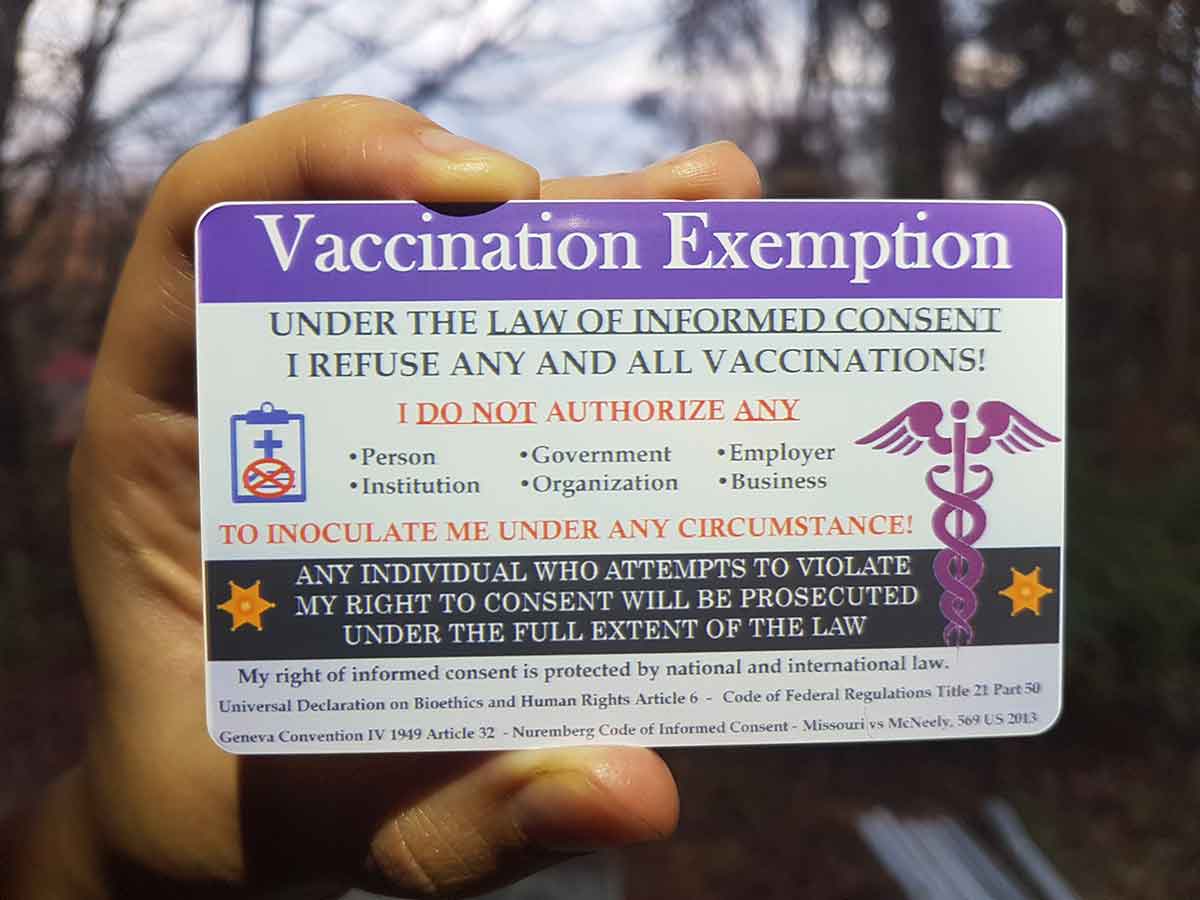 Vaccination Exemption
UNDER THE LAW OF INFORMED CONSENT
I REFUSE ANY AND ALL VACCINATIONS!
I DO NOT AUTHORIZE ANY
•Person •Government •Employer
•Institution •Organization •Business
TO INOCULATE ME UNDER ANY CIRCUMSTANCE!
ANY INDIVIDUAL WHO ATTEMPTS TO VIOLATE
MY RIGHT TO CONSENT WILL BE PROSECUTED
UNDER THE FULL EXTENT OF THE LAW
My right of informed consent is protected by national and international law.
Universal Declaration on Bioethics and Human Rights Article 6 - Code of Federal Regulations Title 21 Part 50
Geneva Convention IV 1949 Article 32 - Nuremberg Code of Informed Consent - Missouri vs McNeely, 569 US 2013